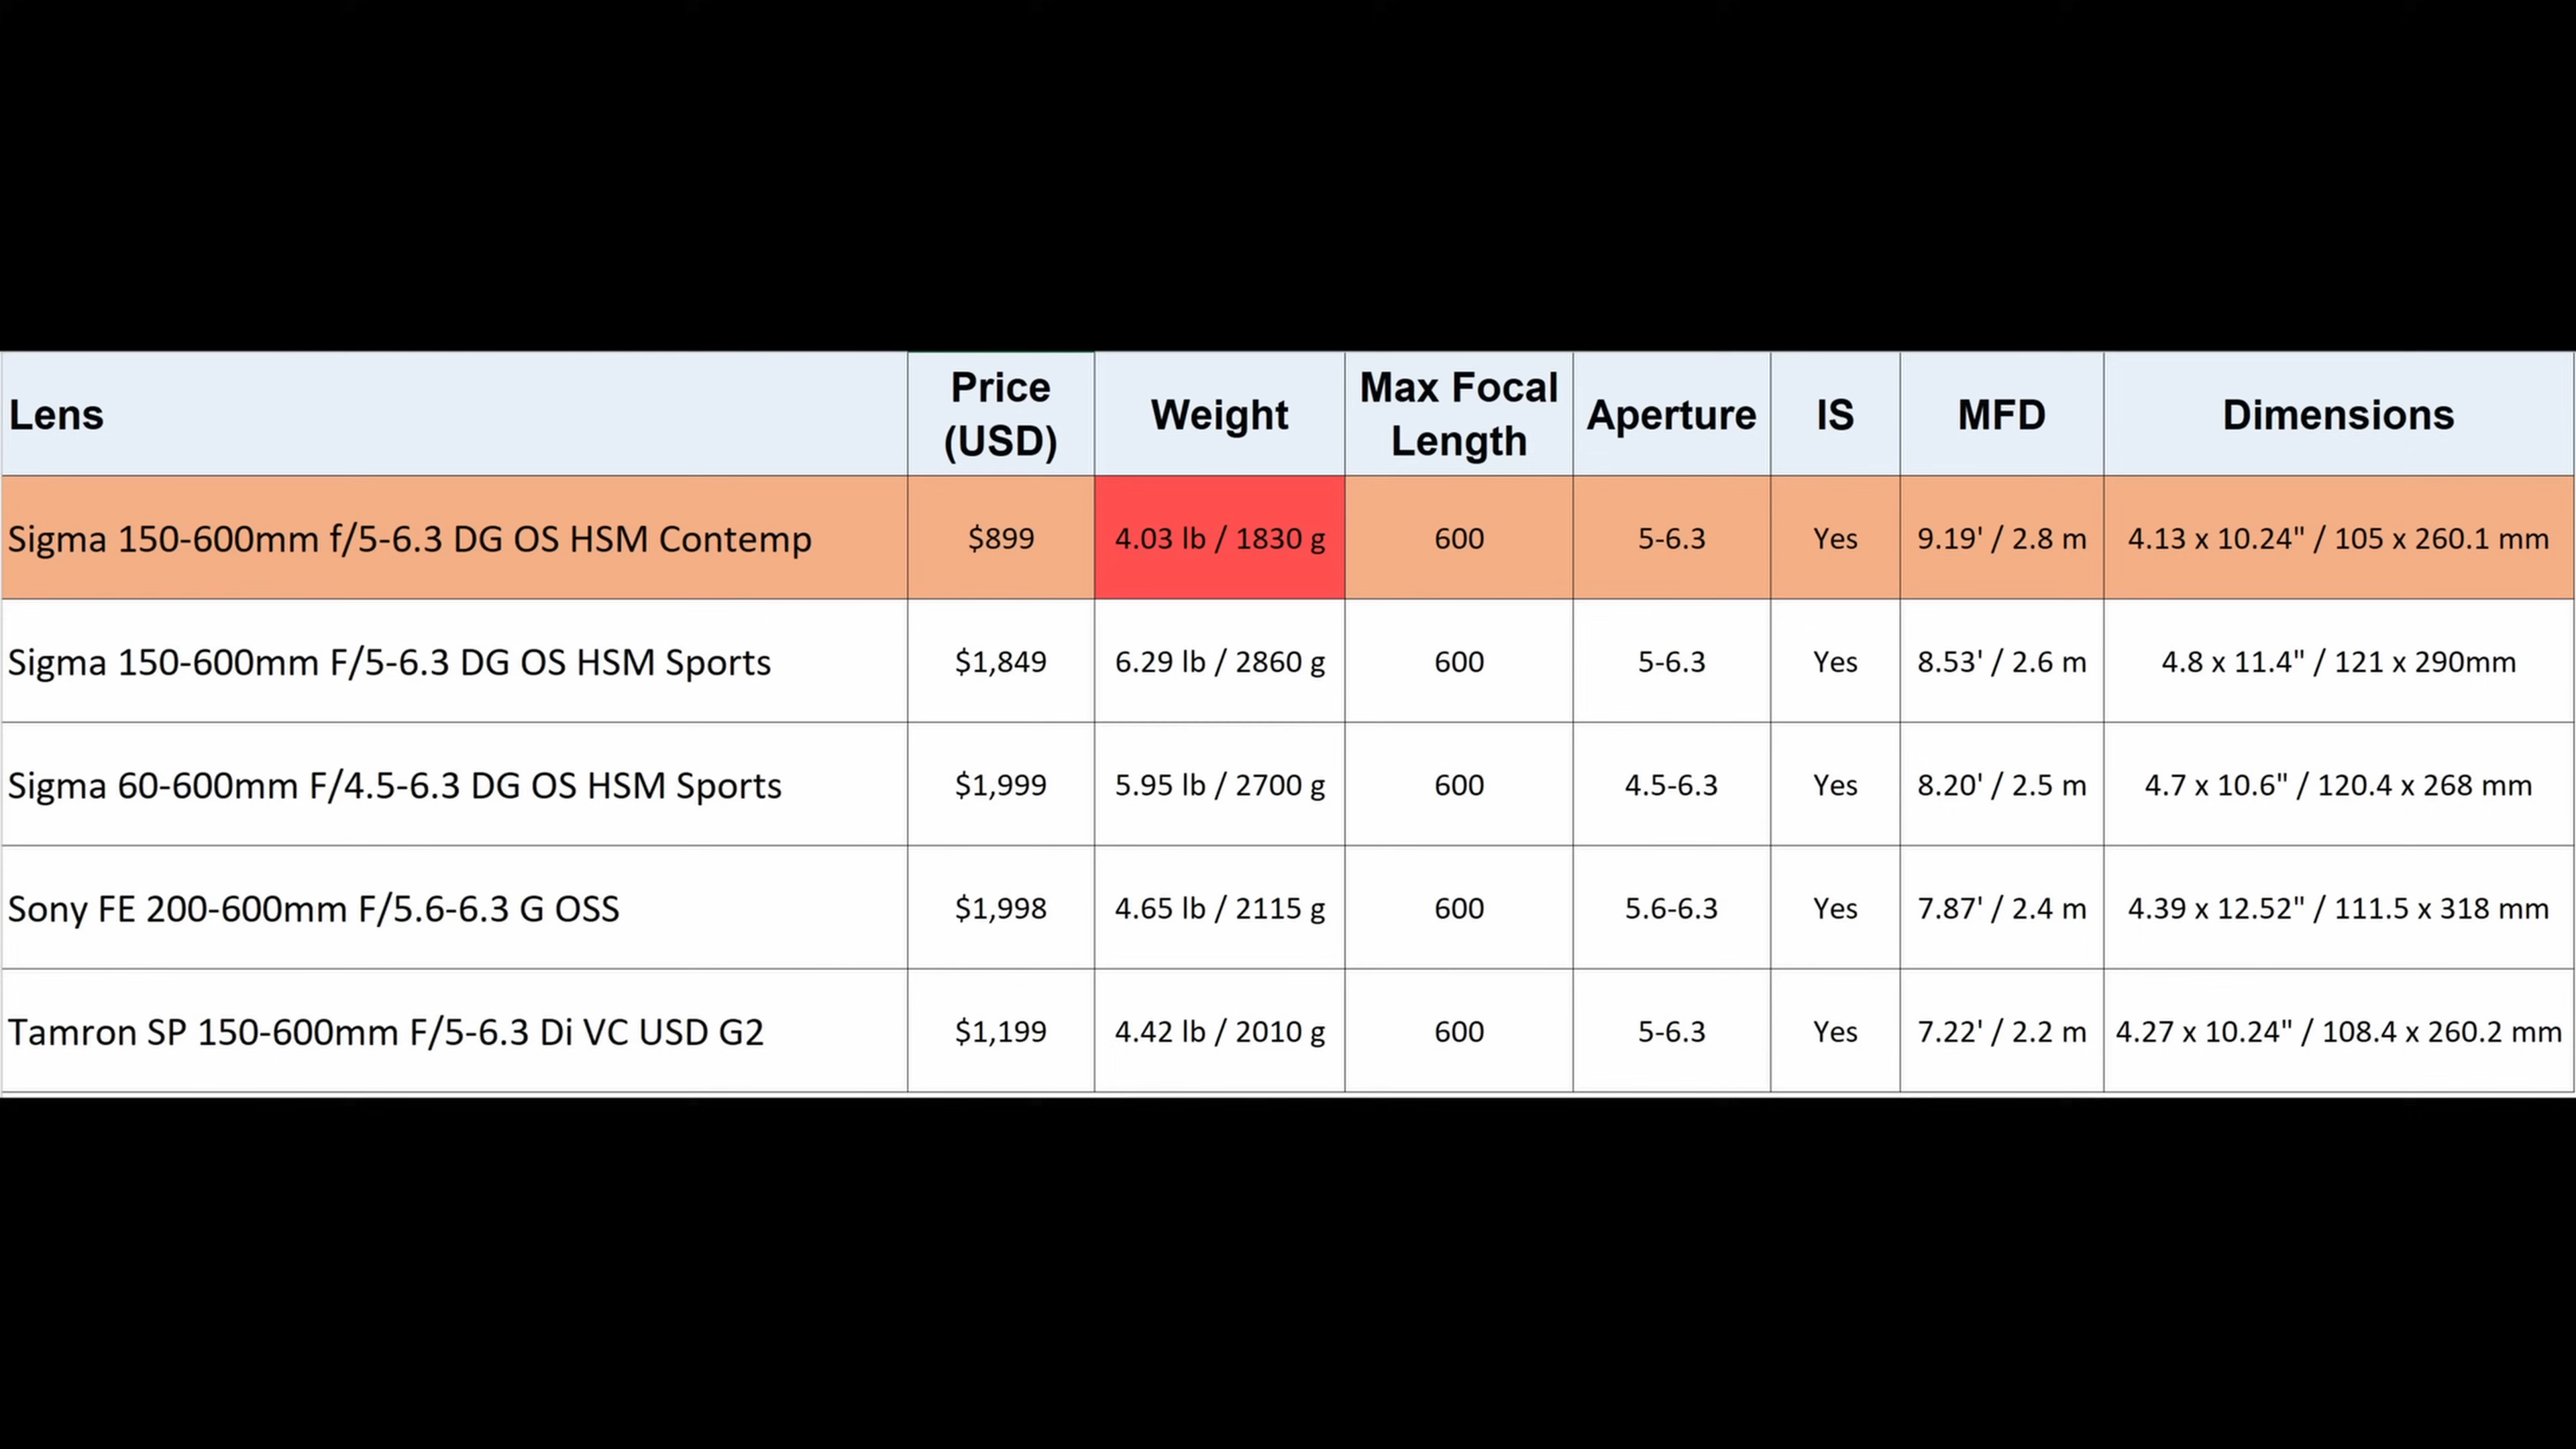 Lens Price (USD) Weight Max Focal Length Aperture IS MFD Dimensions
Sigma 150-600mm f/5-6.3 DG OS HSM Contemp $899 4.03 lb / 1830 g 600 5-6.3 Yes 9.19' / 2.8 m 4.13 x 10.24" / 105 x 260.1 mm
Sigma 150-600mm F/5-6.3 DG OS HSM Sports $1,849 6.29 lb / 2860 g 600 5-6.3 Yes 8.53' / 2.6 m 4.8 x 11.4" / 121 x 290mm
Sigma 60-600mm F/4.5-6.3 DG OS HSM Sports $1,999 5.95 lb / 2700 g 600 4.5-6.3 Yes 8.20' / 2.5 m 4.7 x 10.6" / 120.4 x 268 mm
Sony FE 200-600mm F/5.6-6.3 G OSS $1,998 4.65 lb / 2115 g 600 5.6-6.3 Yes 7.87' / 2.4 m 4.39 x 12.52" / 111.5 x 318 mm
Tamron SP 150-600mm F/5-6.3 Di VC USD G2 $1,199 4.42 lb / 2010 g 600 5-6.3 Yes 7.22' / 2.2 m 4.27 x 10.24" / 108.4 x 260.2 mm